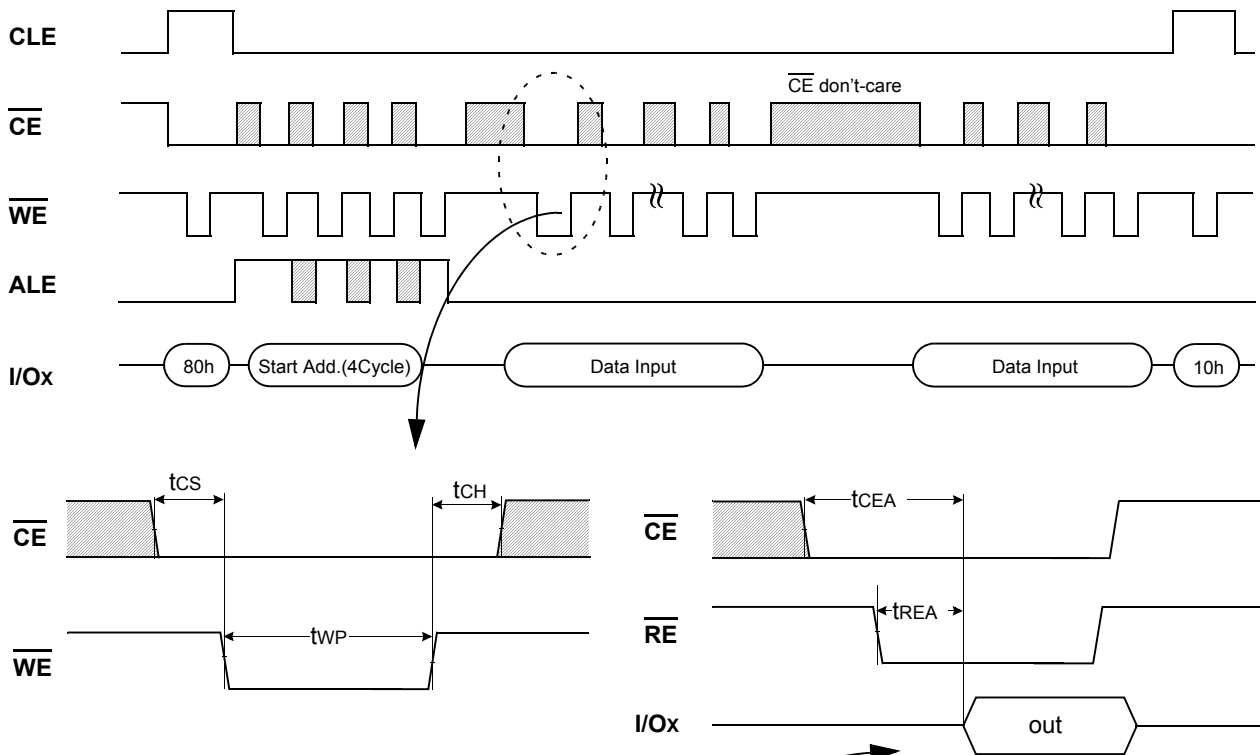 CLE
CE don't-care
CE
WE
ALE
I/Ox 80h Start Add.(4Cycle) Data Input Data Input 10h
tCS tCH
CE
tWP
WE
tCEA
CE
tREA
RE
I/Ox out